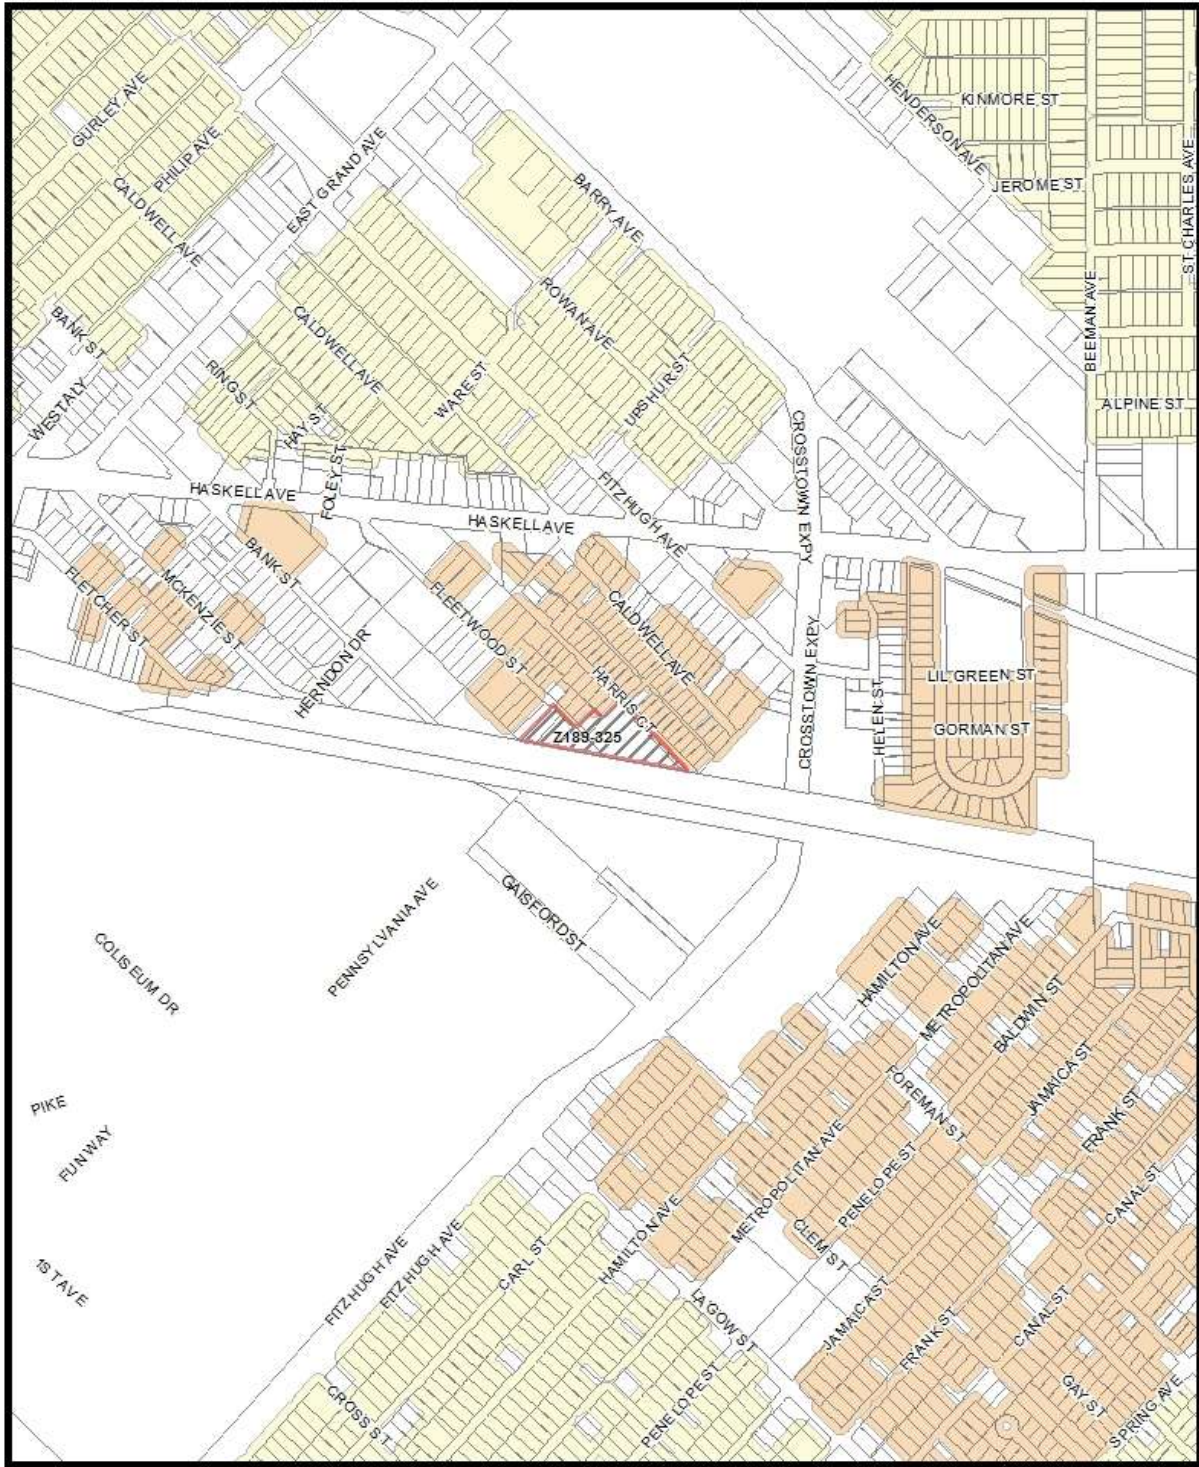 KINMORE ST
HENDERSON AVE
GURLEY AVE
PHILIP AVE
EAST GRAND AVE
JEROME ST
ST CHARLES AVE
BARRY AVE
CALDWELL AVE
BEEMAN AVE
ROWAN AVE
BANK ST
CALDWELL AVE
RING ST
WARE ST
UPSHUR ST
ALPINE ST
WEST ALY
HAY ST
CROSSTOWN EXPY
FOLEY ST
HASKELL AVE
FITZHUGH AVE
HASKELL AVE
BANK ST
MCKENZIE ST
FLETCHER ST
FLEETWOOD ST
CALDWELL AVE
HERNDON DR
HARRIS CT
CROSSTOWN EXPY
HELEN ST
LIL GREEN ST
GORMAN ST
Z189-325
GAISFORD ST
PENNSYLVANIA AVE
COLISEUM DR
HAMILTON AVE
METROPOLITAN AVE
BALDWIN ST
JAMAICA ST
FOREMAN ST
PIKE
FRANK ST
FUN WAY
METROPOLITAN AVE
PENELOPE ST
CANAL ST
HAMILTON AVE
CLEM ST
FITZHUGH AVE
FITZHUGH AVE
CARL ST
1ST AVE
LAGOW ST
JAMAICA ST
FRANK ST
CANAL ST
CROSS ST
PENELOPE ST
GAY ST
SPRING AVE